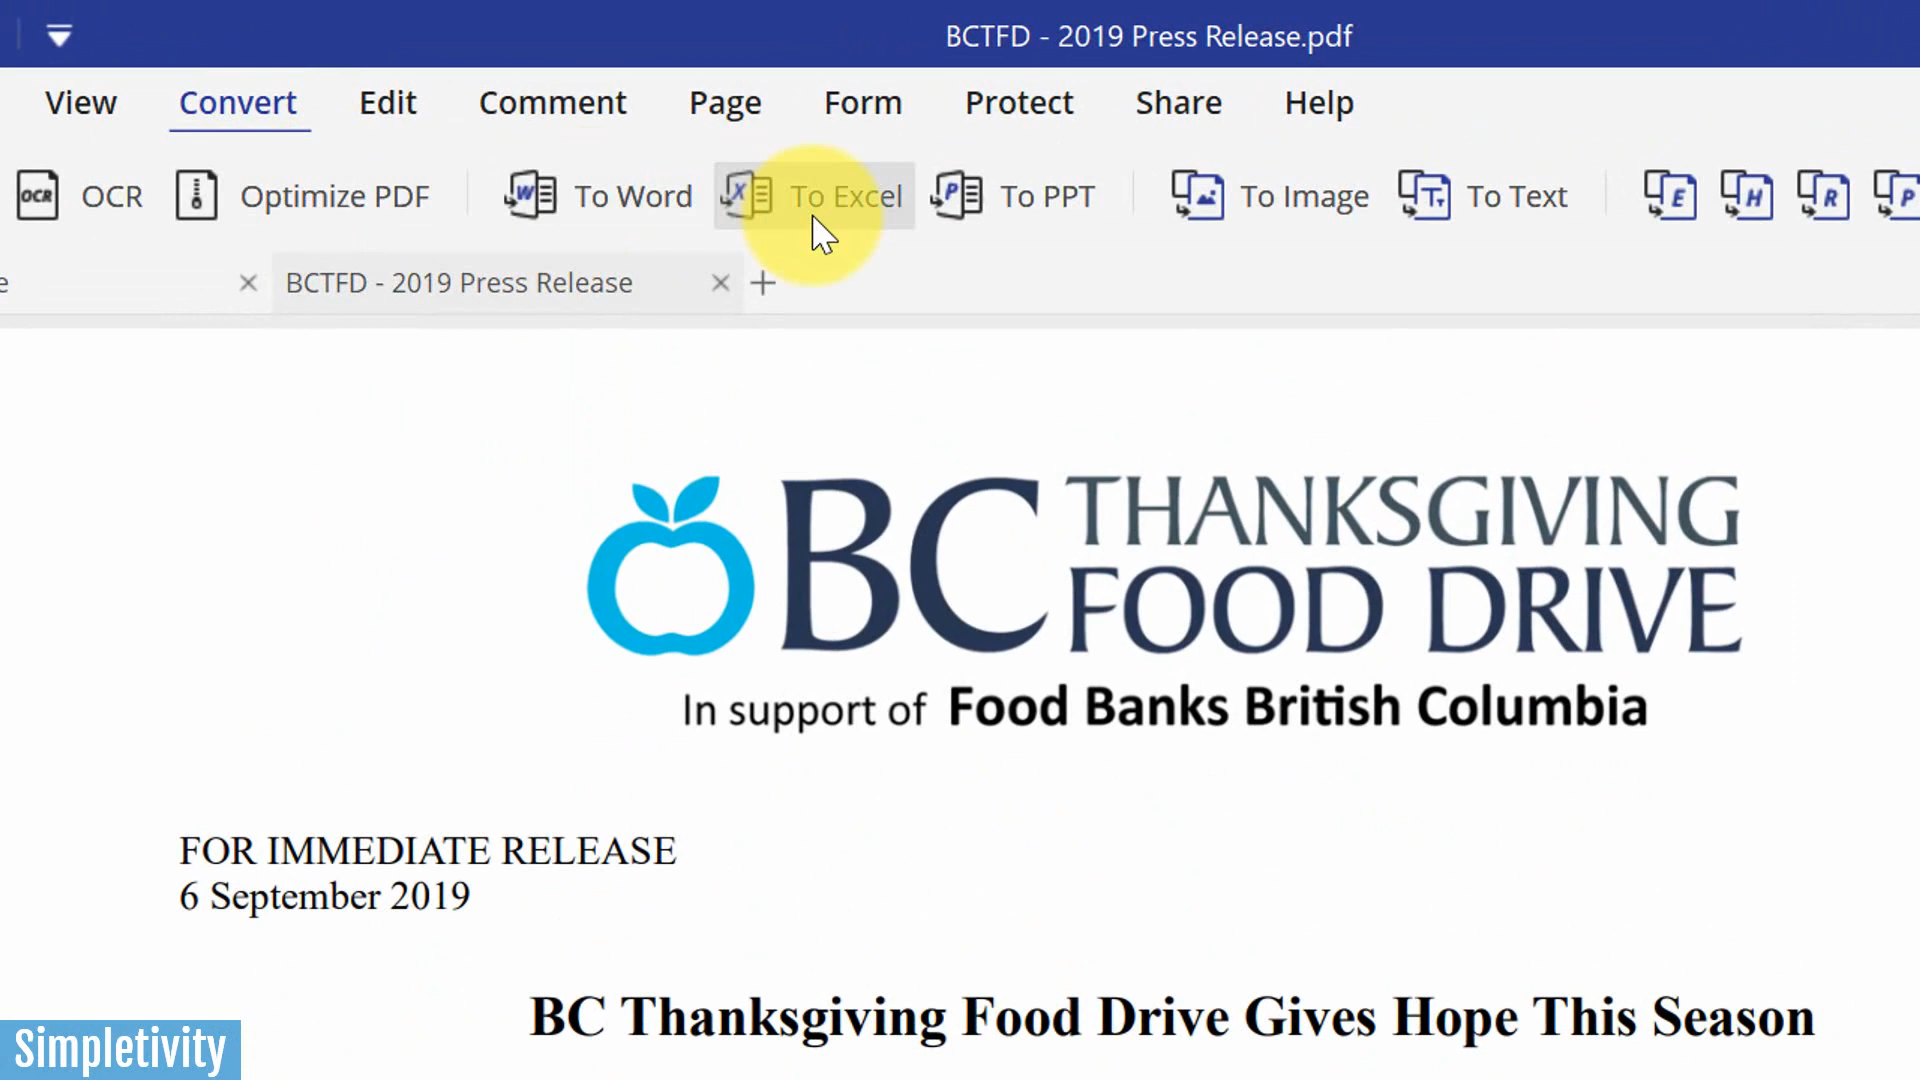 BCTFD - 2019 Press Release.pdf
View Convert Edit Comment Page Form Protect Share Help
OCR OCR Optimize PDF W To Word X To Excel P To PPT To Image T To Text E H R P
e BCTFD - 2019 Press Release
BC THANKSGIVING
FOOD DRIVE
In support of Food Banks British Columbia
FOR IMMEDIATE RELEASE
6 September 2019
BC Thanksgiving Food Drive Gives Hope This Season
Simpletivity